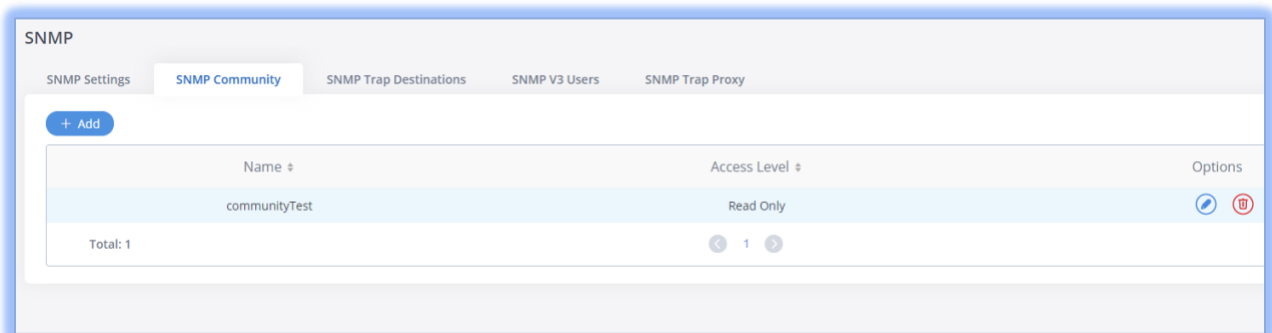 SNMP
SNMP Settings SNMP Community SNMP Trap Destinations SNMP V3 Users SNMP Trap Proxy
+ Add
Name Access Level Options
communityTest Read Only
Total: 1 1